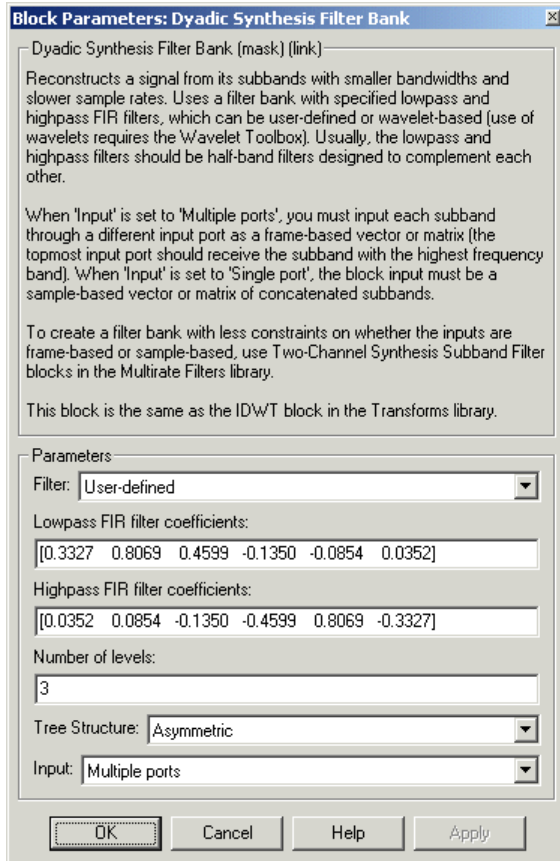 Block Parameters: Dyadic Synthesis Filter Bank
Dyadic Synthesis Filter Bank (mask) (link)
Reconstructs a signal from its subbands with smaller bandwidths and
slower sample rates. Uses a filter bank with specified lowpass and
highpass FIR filters, which can be user-defined or wavelet-based (use of
wavelets requires the Wavelet Toolbox). Usually, the lowpass and
highpass filters should be half-band filters designed to complement each
other.
When 'Input' is set to 'Multiple ports', you must input each subband
through a different input port as a frame-based vector or matrix (the
topmost input port should receive the subband with the highest frequency
band). When 'Input' is set to 'Single port', the block input must be a
sample-based vector or matrix of concatenated subbands.
To create a filter bank with less constraints on whether the inputs are
frame-based or sample-based, use Two-Channel Synthesis Subband Filter
blocks in the Multirate Filters library.
This block is the same as the IDWT block in the Transforms library.
Parameters
Filter: User-defined
Lowpass FIR filter coefficients:
[0.3327 0.8069 0.4599 -0.1350 -0.0854 0.0352]
Highpass FIR filter coefficients:
[0.0352 0.0854 -0.1350 -0.4599 0.8069 -0.3327]
Number of levels:
3
Tree Structure: Asymmetric
Input: Multiple ports
OK Cancel Help Apply